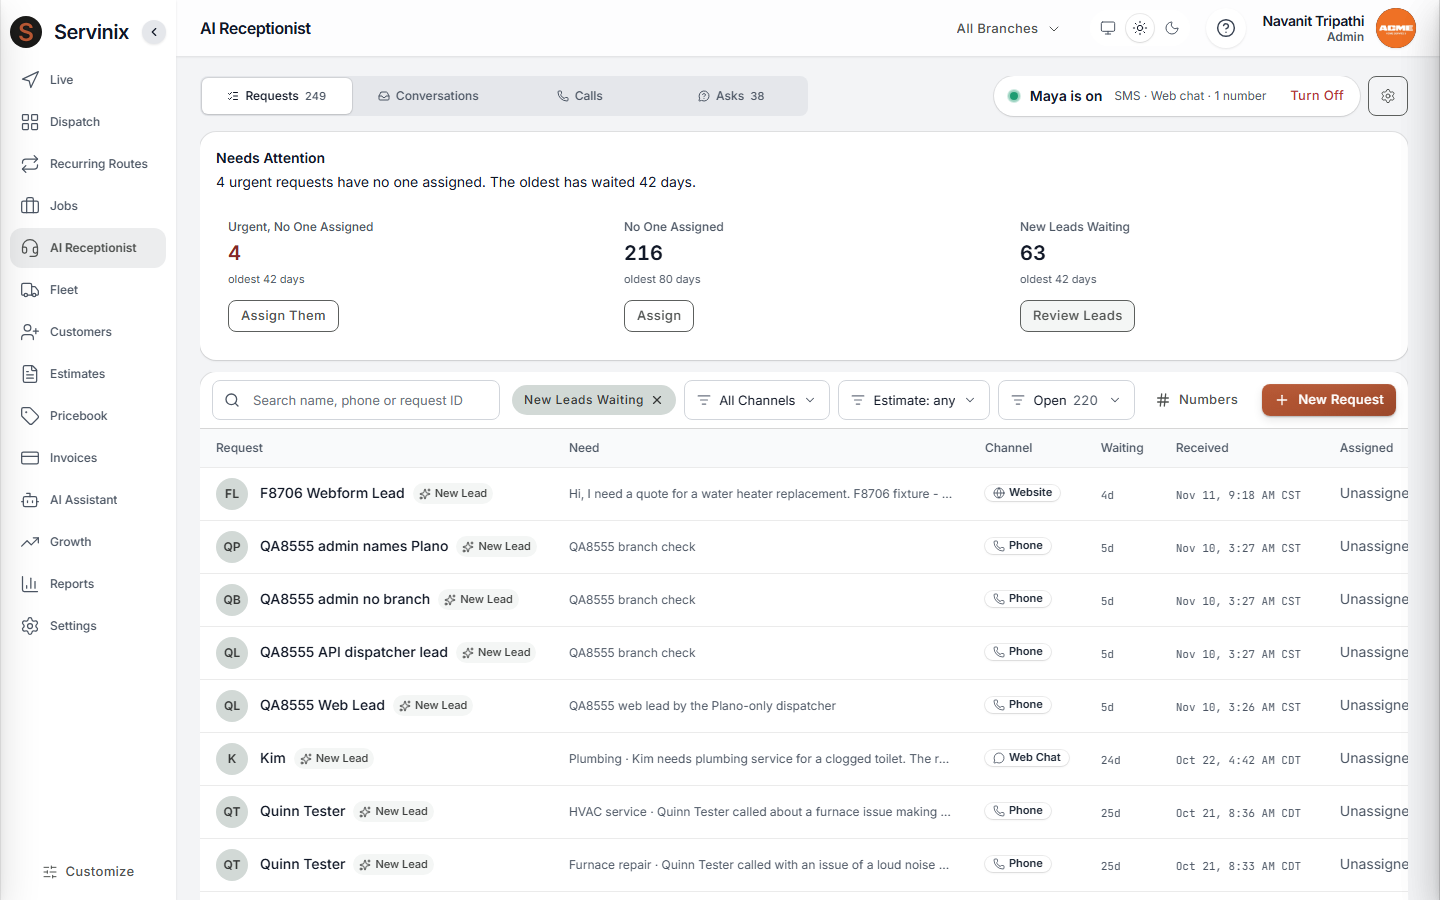 S Servinix
AI Receptionist
All Branches
Navanit Tripathi
Admin
ACME
Live
Dispatch
Recurring Routes
Jobs
AI Receptionist
Fleet
Customers
Estimates
Pricebook
Invoices
AI Assistant
Growth
Reports
Settings
Customize
Requests 249
Conversations
Calls
Asks 38
Maya is on SMS · Web chat · 1 number Turn Off
Needs Attention
4 urgent requests have no one assigned. The oldest has waited 42 days.
Urgent, No One Assigned
4
oldest 42 days
Assign Them
No One Assigned
216
oldest 80 days
Assign
New Leads Waiting
63
oldest 42 days
Review Leads
Search name, phone or request ID
New Leads Waiting
All Channels
Estimate: any
Open 220
Numbers
New Request
Request Need Channel Waiting Received Assigned
FL F8706 Webform Lead New Lead Hi, I need a quote for a water heater replacement. F8706 fixture - ... Website 4d Nov 11, 9:18 AM CST Unassigne
QP QA8555 admin names Plano New Lead QA8555 branch check Phone 5d Nov 10, 3:27 AM CST Unassigne
QB QA8555 admin no branch New Lead QA8555 branch check Phone 5d Nov 10, 3:27 AM CST Unassigne
QL QA8555 API dispatcher lead New Lead QA8555 branch check Phone 5d Nov 10, 3:27 AM CST Unassigne
QL QA8555 Web Lead New Lead QA8555 web lead by the Plano-only dispatcher Phone 5d Nov 10, 3:26 AM CST Unassigne
K Kim New Lead Plumbing · Kim needs plumbing service for a clogged toilet. The r... Web Chat 24d Oct 22, 4:42 AM CDT Unassigne
QT Quinn Tester New Lead HVAC service · Quinn Tester called about a furnace issue making ... Phone 25d Oct 21, 8:36 AM CDT Unassigne
QT Quinn Tester New Lead Furnace repair · Quinn Tester called with an issue of a loud noise ... Phone 25d Oct 21, 8:33 AM CDT Unassigne